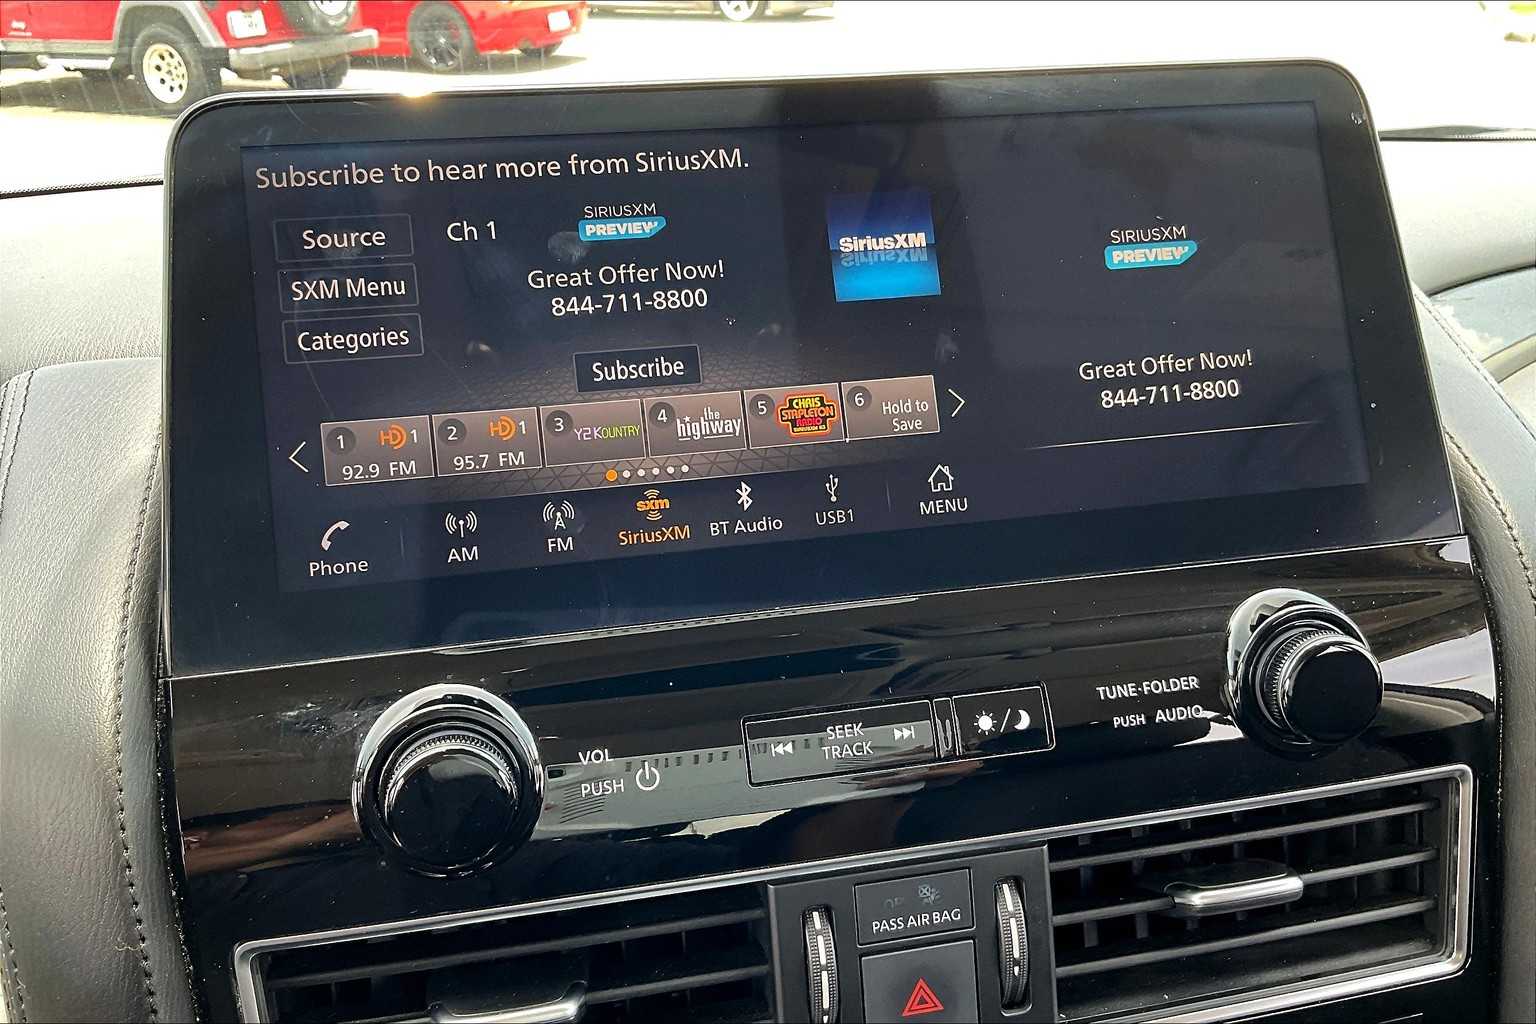 Subscribe to hear more from SiriusXM.
Source
SXM Menu
Categories
Ch 1
SIRIUSXM
PREVIEW
Great Offer Now!
844-711-8800
Subscribe
SiriusXM
SIRIUSXM
PREVIEW
Great Offer Now!
844-711-8800
1 HD 1
92.9 FM
2 HD 1
95.7 FM
3 Y2KOUNTRY
4 the highway
5 CHRIS
STAPLETON
RADIO
6 Hold to
Save
Phone
AM
FM
sxm
SiriusXM
BT Audio
USB1
MENU
VOL
PUSH
SEEK
TRACK
TUNE·FOLDER
PUSH AUDIO
PASS AIR BAG